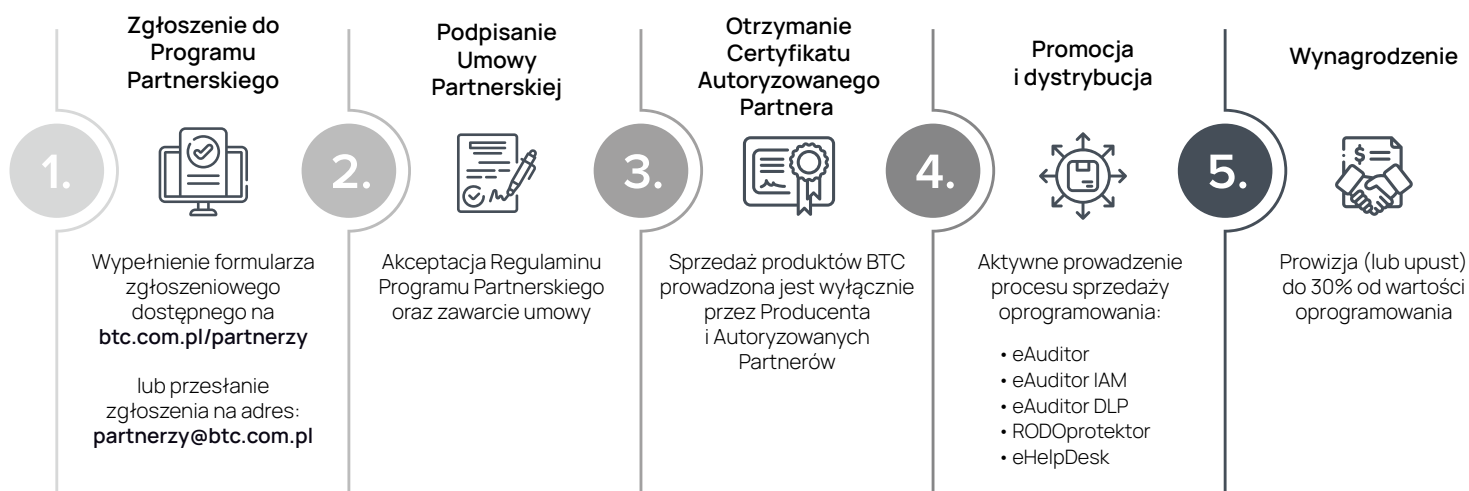 Zgłoszenie do
Programu
Partnerskiego
1.
Wypełnienie formularza
zgłoszeniowego
dostępnego na
btc.com.pl/partnerzy
lub przesłanie
zgłoszenia na adres:
partnerzy@btc.com.pl
Podpisanie
Umowy
Partnerskiej
2.
Akceptacja Regulaminu
Programu Partnerskiego
oraz zawarcie umowy
Otrzymanie
Certyfikatu
Autoryzowanego
Partnera
3.
Sprzedaż produktów BTC
prowadzona jest wyłącznie
przez Producenta
i Autoryzowanych
Partnerów
Promocja
i dystrybucja
4.
Aktywne prowadzenie
procesu sprzedaży
oprogramowania:
• eAuditor
• eAuditor IAM
• eAuditor DLP
• RODOprotektor
• eHelpDesk
Wynagrodzenie
5.
$
Prowizja (lub upust)
do 30% od wartości
oprogramowania